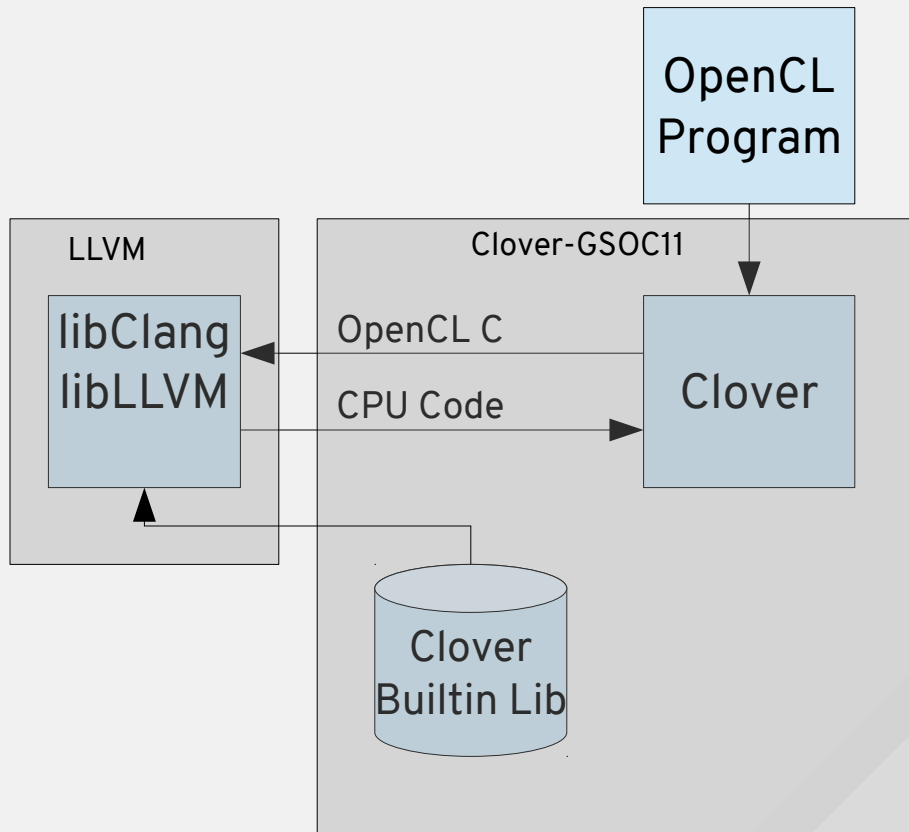 OpenCL
Program
LLVM
Clover-GSOC11
libClang
libLLVM
OpenCL C
CPU Code
Clover
Clover
Builtin Lib